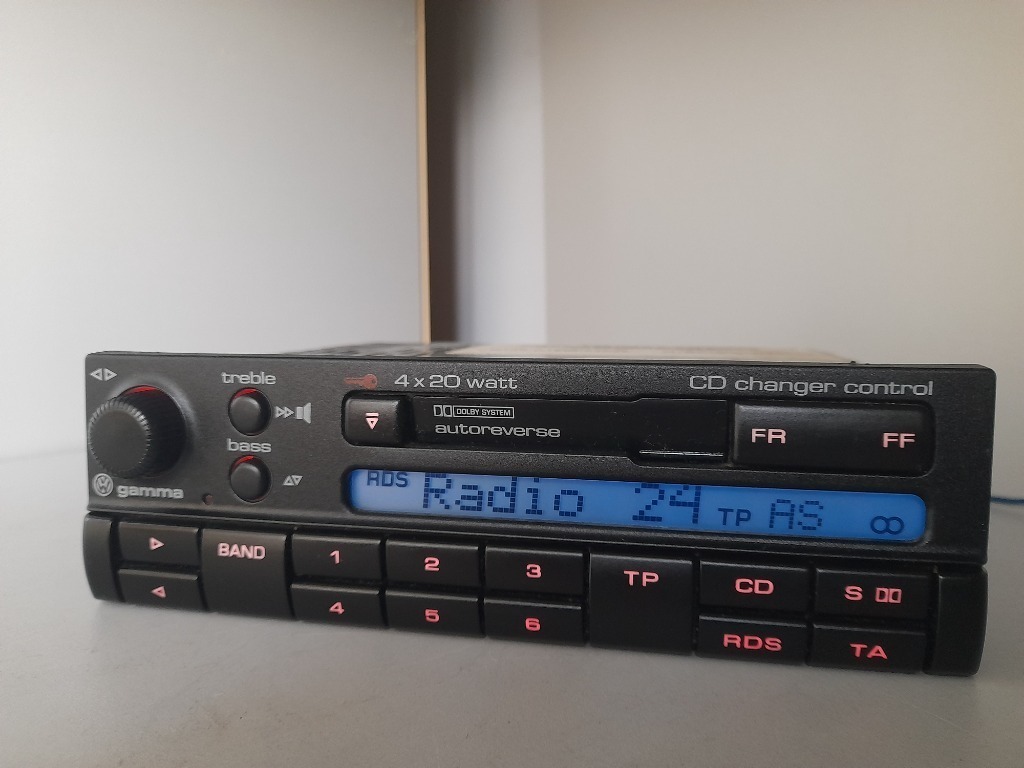 treble
4 x 20 watt
CD changer control
DOLBY SYSTEM
autoreverse
FR
FF
bass
gamma
RDS Radio 24 TP AS
BAND
1
2
3
TP
CD
S
4
5
6
RDS
TA